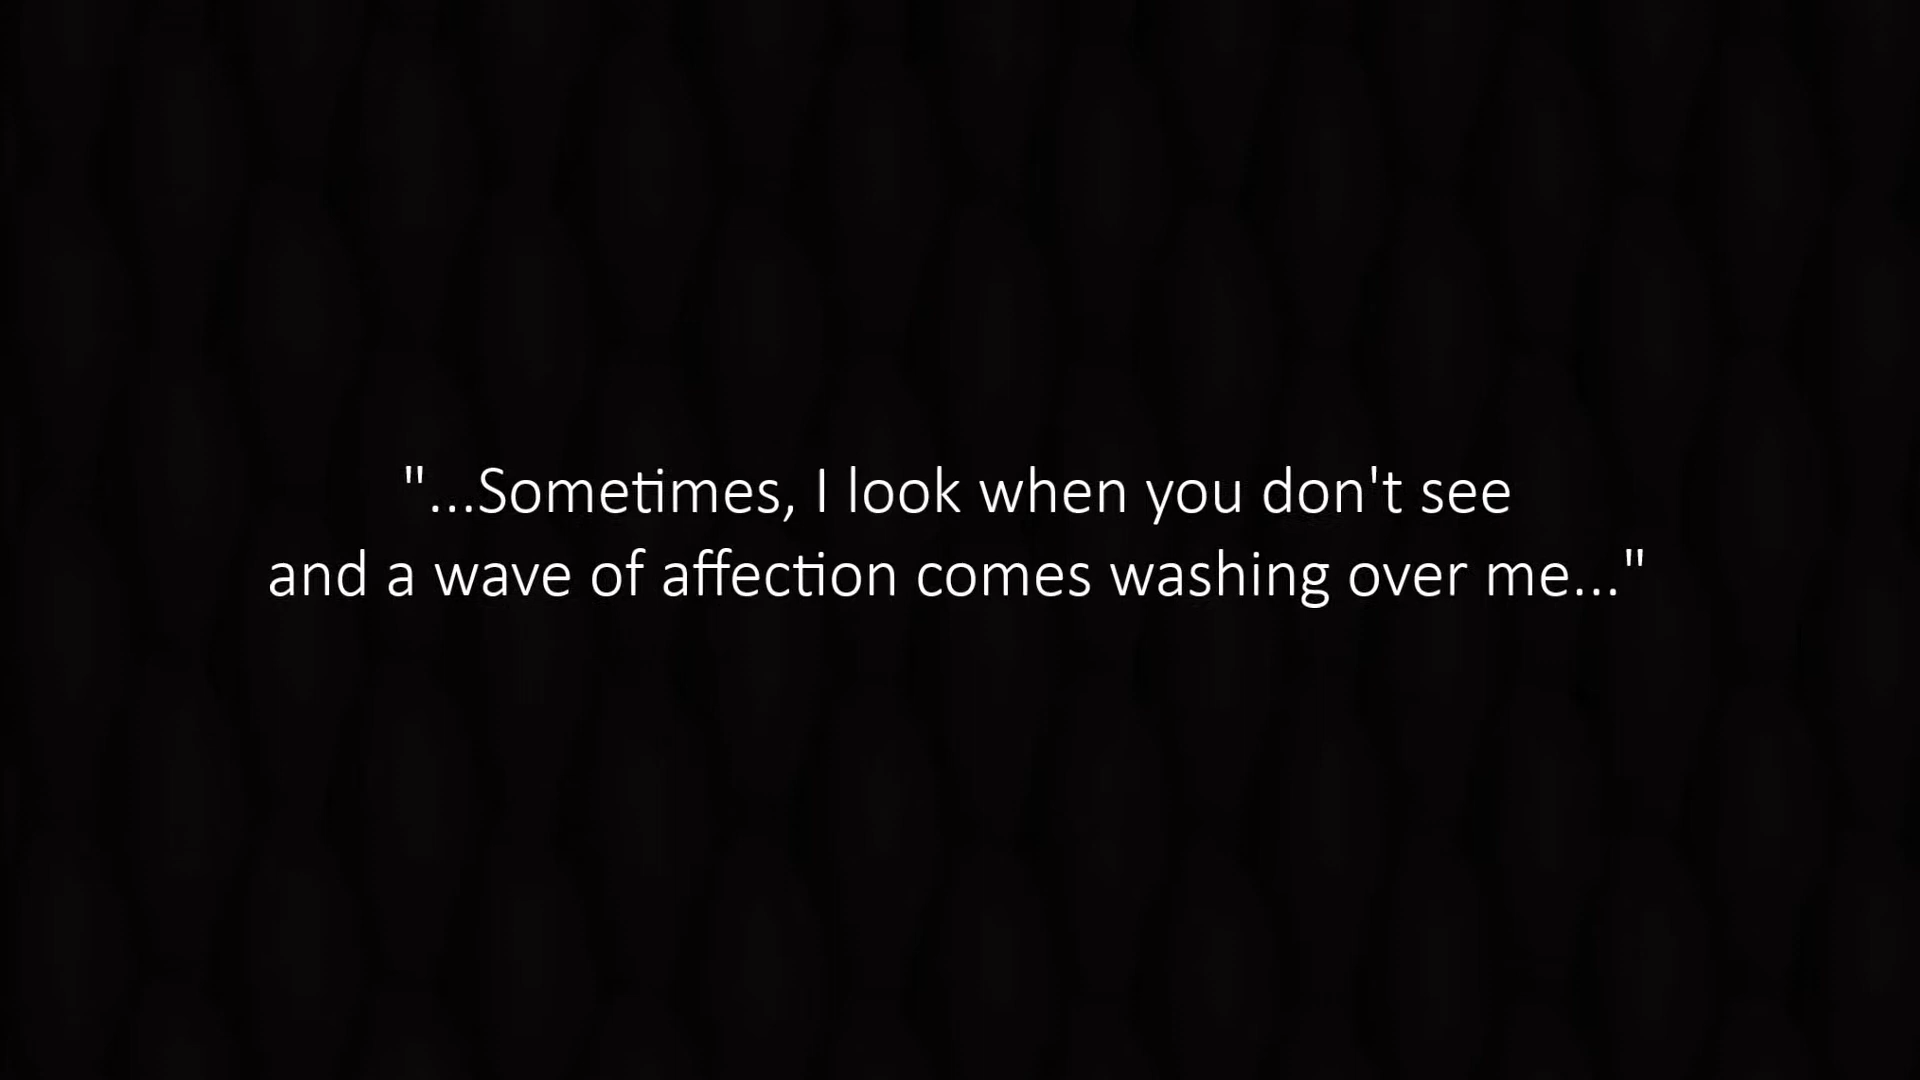 "...Sometimes, I look when you don't see
and a wave of affection comes washing over me..."